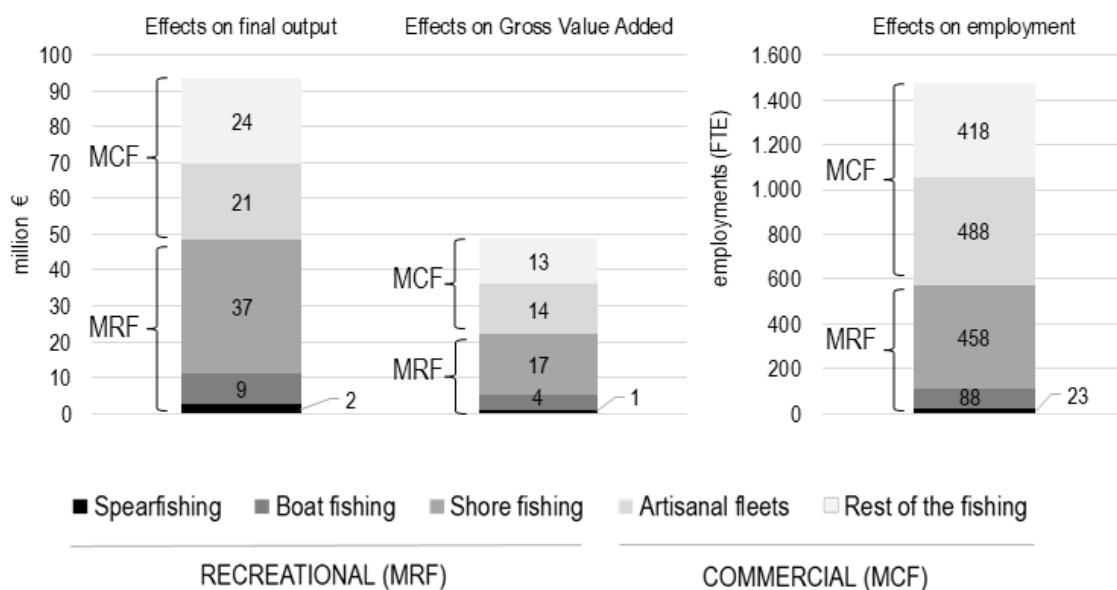 Effects on final output
Effects on Gross Value Added
Effects on employment
million €
100
90
80
70
60
50
40
30
20
10
0
MCF
MRF
24
21
37
9
2
MCF
MRF
13
14
17
4
1
employments (FTE)
1.600
1.400
1.200
1.000
800
600
400
200
0
MCF
MRF
418
488
458
88
23
Spearfishing
Boat fishing
Shore fishing
Artisanal fleets
Rest of the fishing
RECREATIONAL (MRF)
COMMERCIAL (MCF)